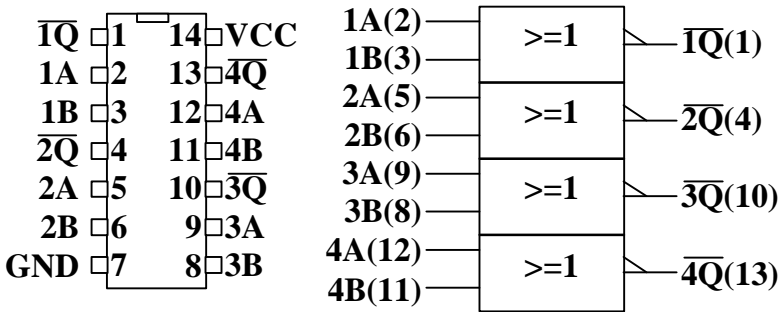 1Q̅ 1 14 VCC
1A 2 13 4Q̅
1B 3 12 4A
2Q̅ 4 11 4B
2A 5 10 3Q̅
2B 6 9 3A
GND 7 8 3B
1A(2)
1B(3)
>=1
1Q̅(1)
2A(5)
2B(6)
>=1
2Q̅(4)
3A(9)
3B(8)
>=1
3Q̅(10)
4A(12)
4B(11)
>=1
4Q̅(13)